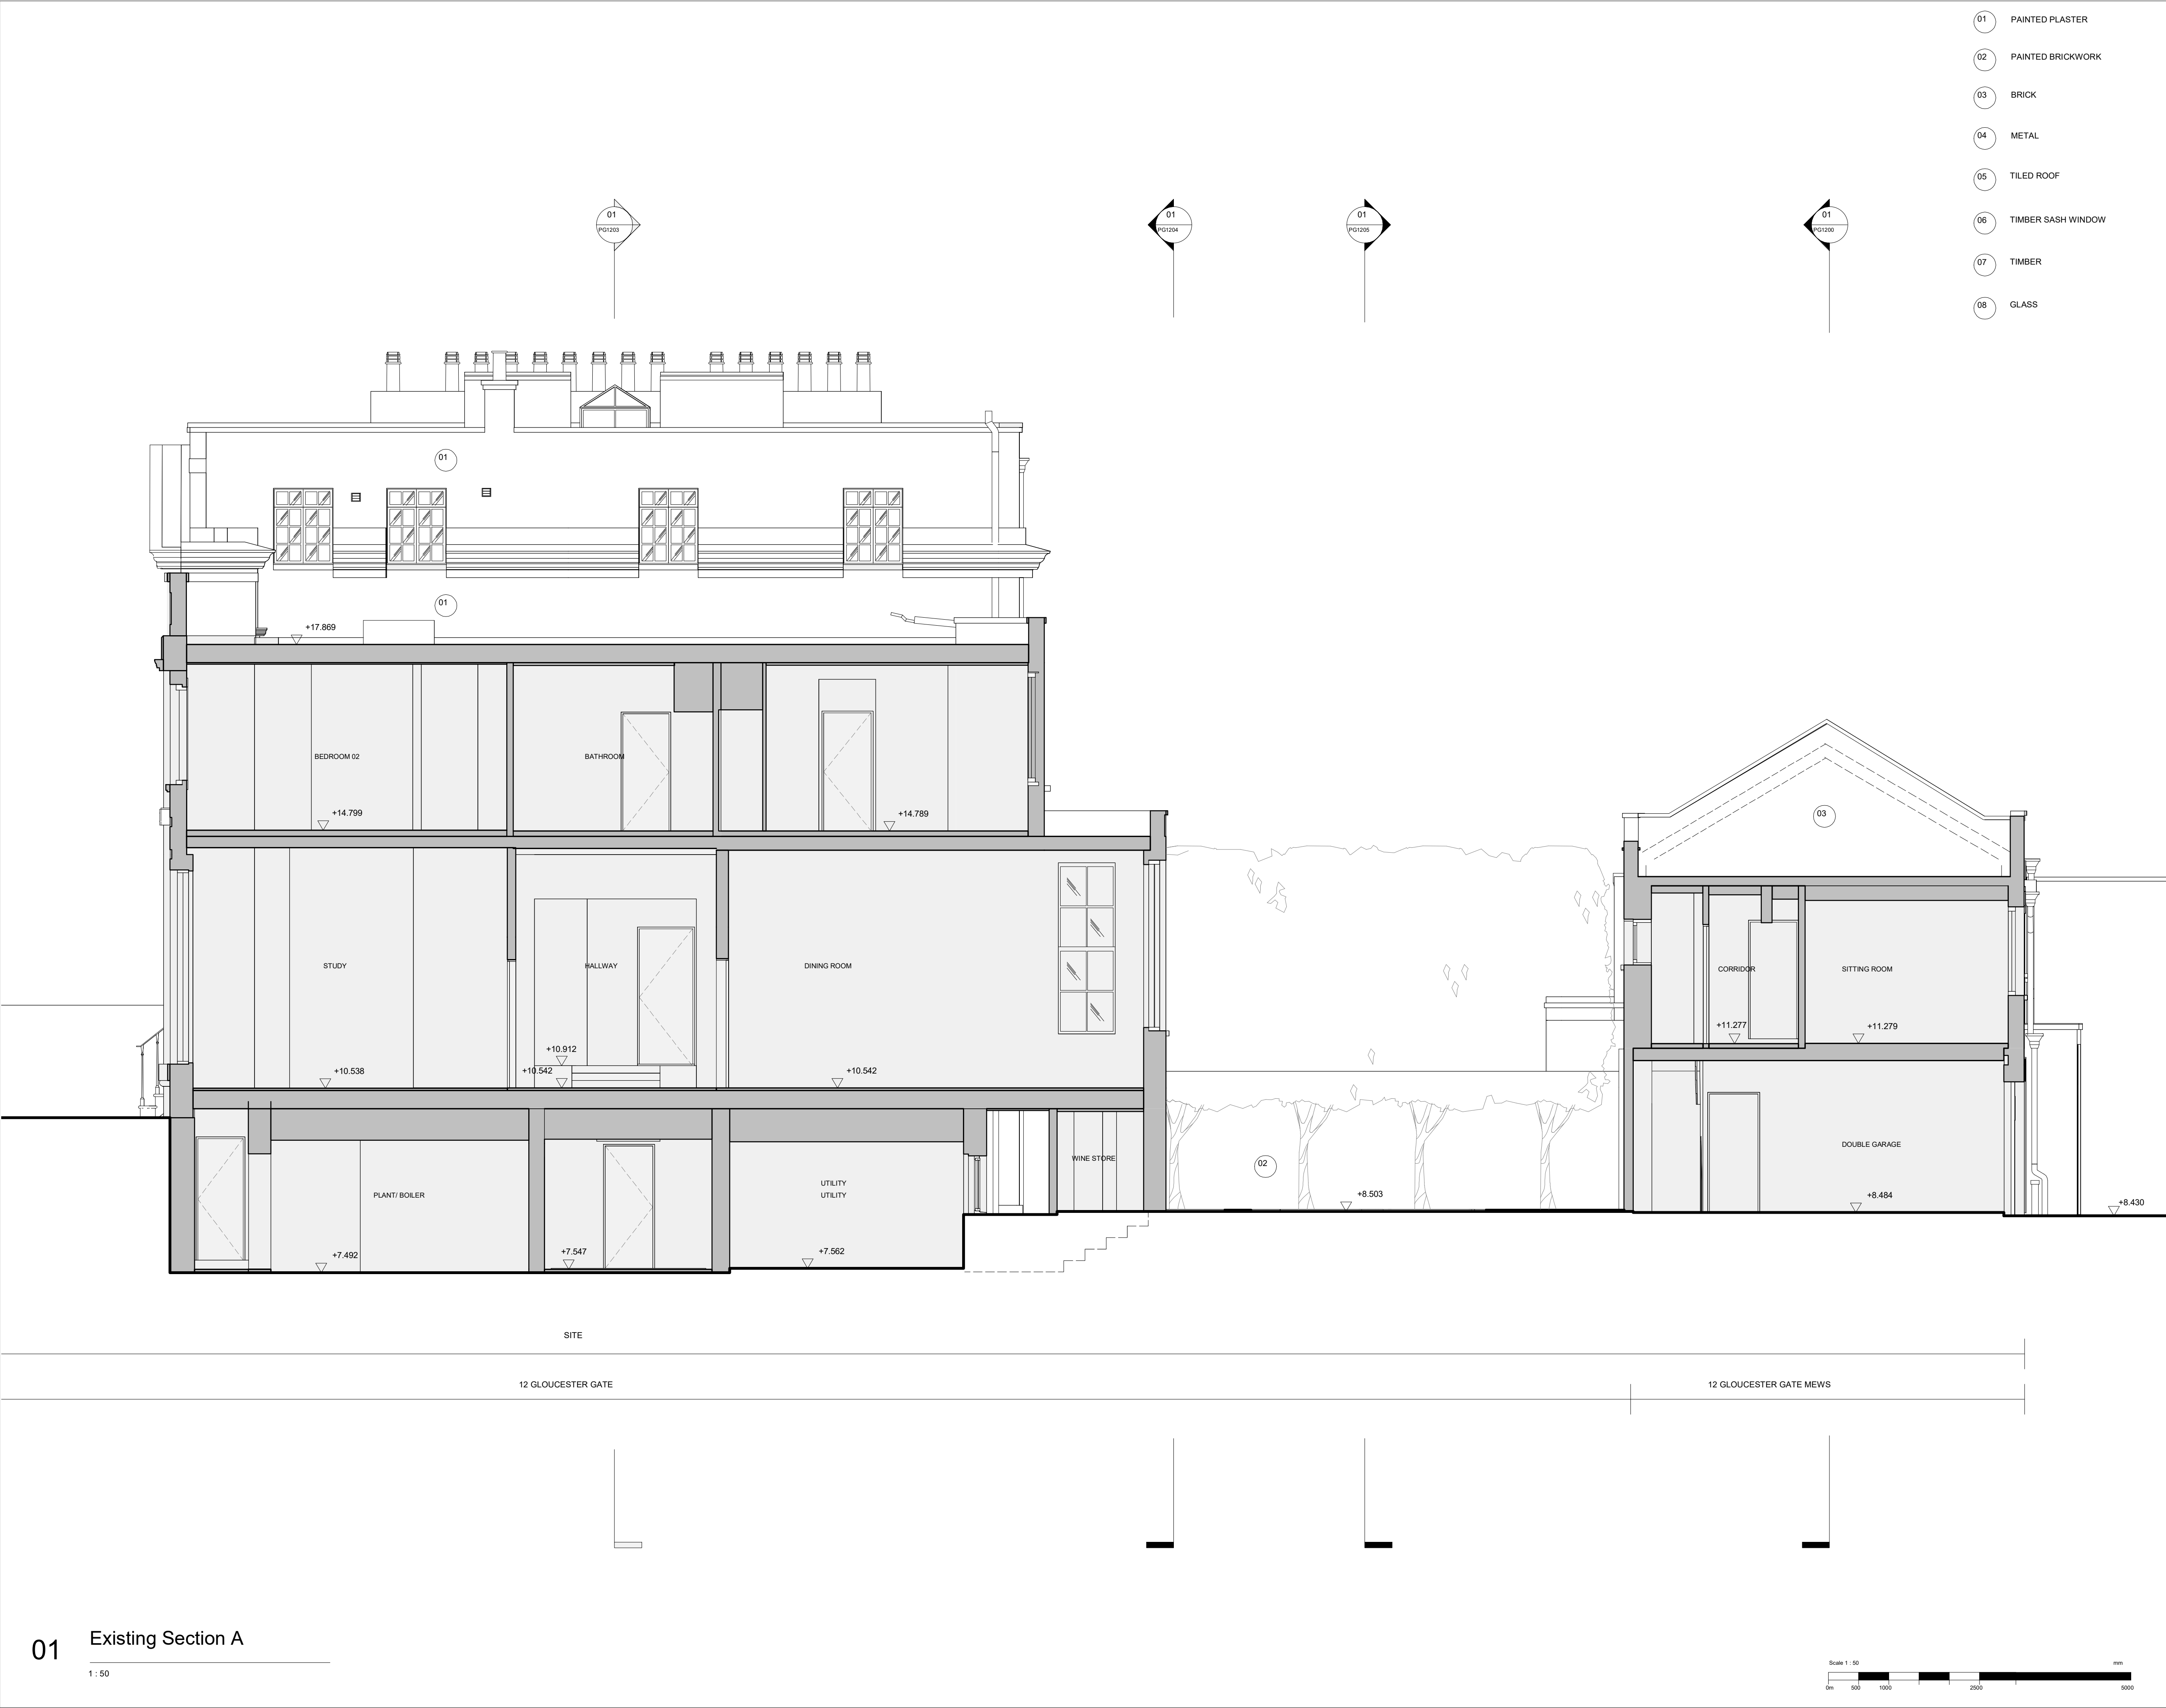 01 PAINTED PLASTER
02 PAINTED BRICKWORK
03 BRICK
04 METAL
05 TILED ROOF
06 TIMBER SASH WINDOW
07 TIMBER
08 GLASS
01
PG1203
01
PG1204
01
PG1205
01
PG1200
01
01
+17.869
BEDROOM 02
BATHROOM
+14.799
+14.789
03
STUDY
HALLWAY
DINING ROOM
CORRIDOR
SITTING ROOM
+11.277
+11.279
+10.912
+10.538
+10.542
+10.542
DOUBLE GARAGE
WINE STORE
02
UTILITY
UTILITY
PLANT/ BOILER
+8.503
+8.484
+8.430
+7.492
+7.547
+7.562
SITE
12 GLOUCESTER GATE
12 GLOUCESTER GATE MEWS
01 Existing Section A
1 : 50
Scale 1 : 50 mm
0m 500 1000 2500 5000